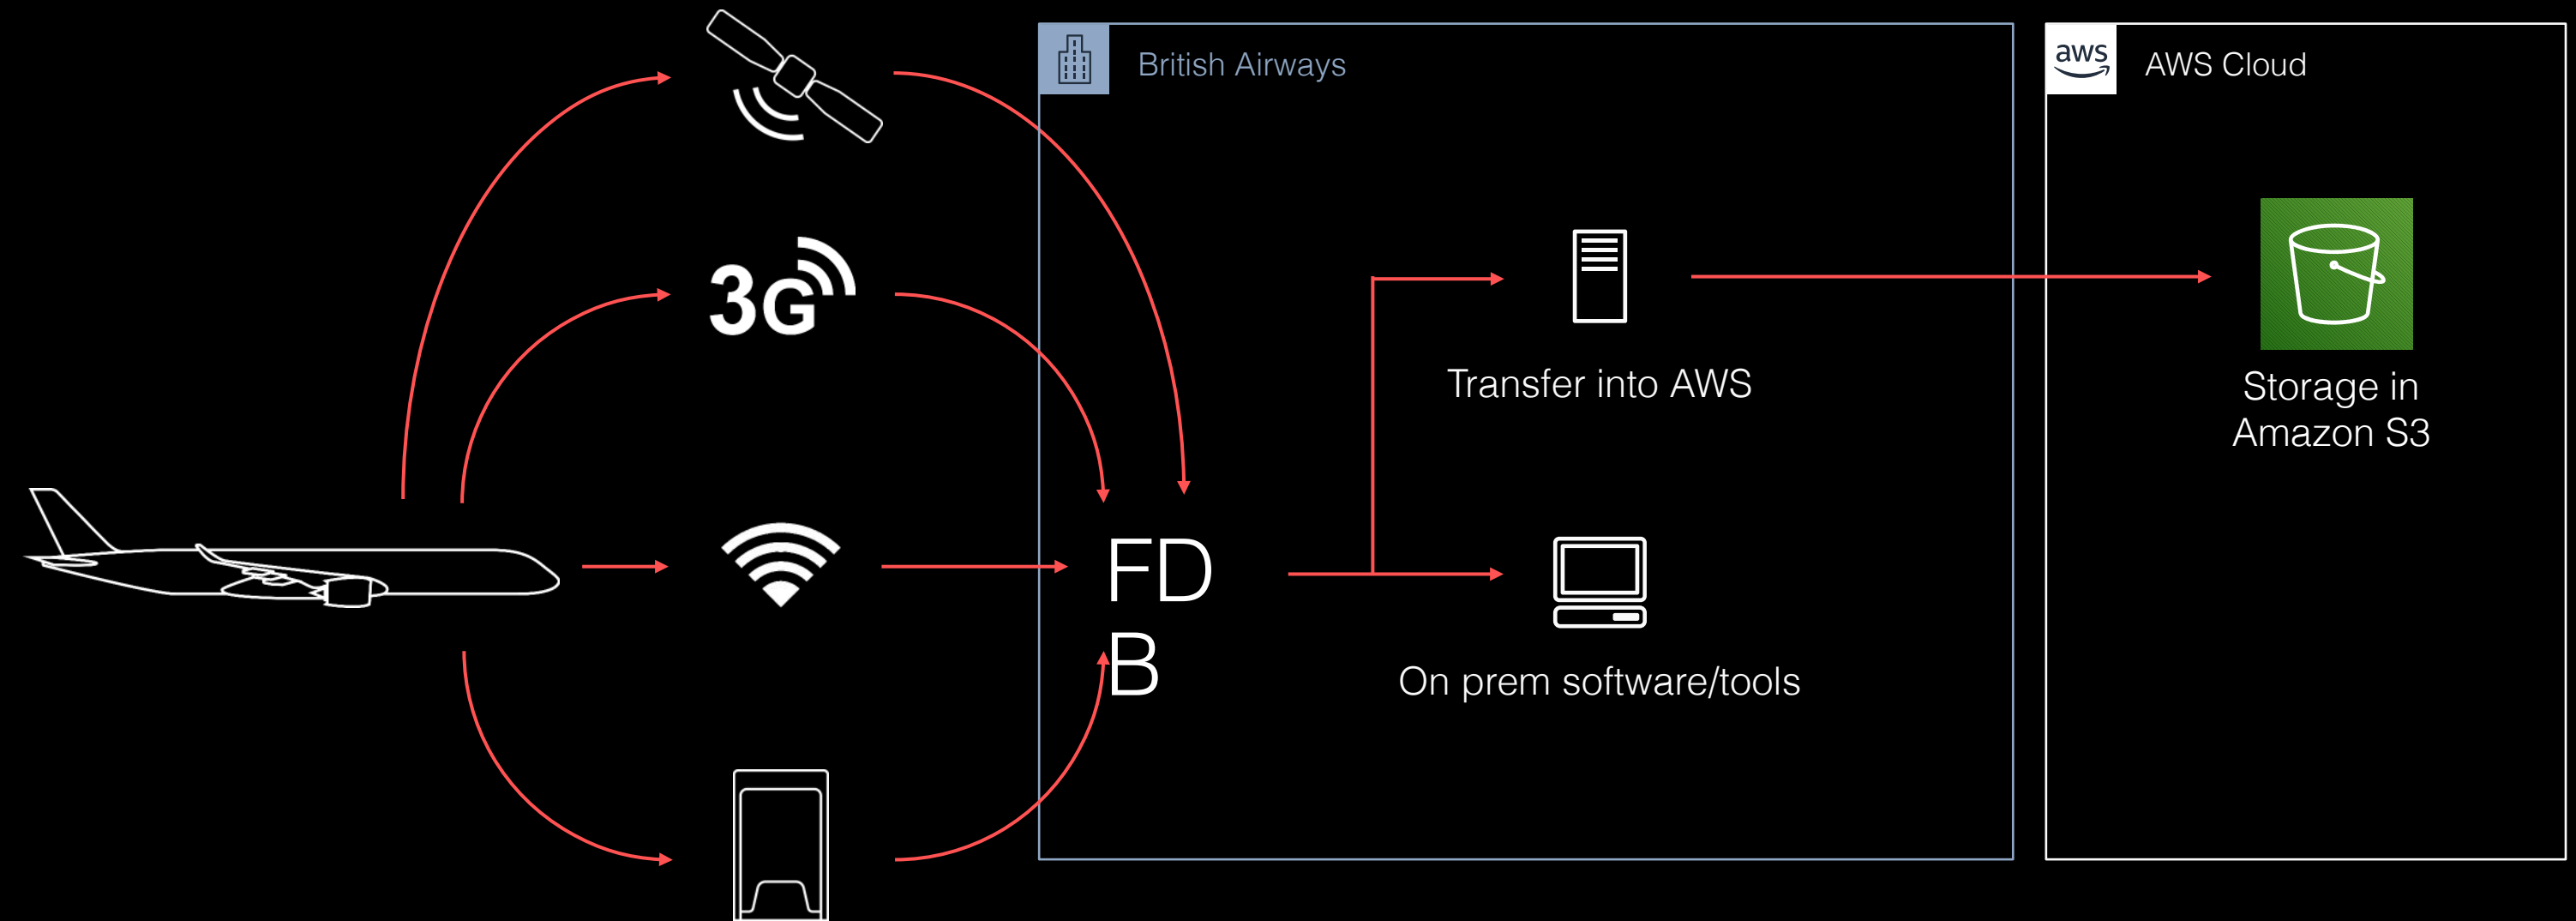 British Airways
aws
AWS Cloud
3G
Transfer into AWS
Storage in
Amazon S3
FD
B
On prem software/tools